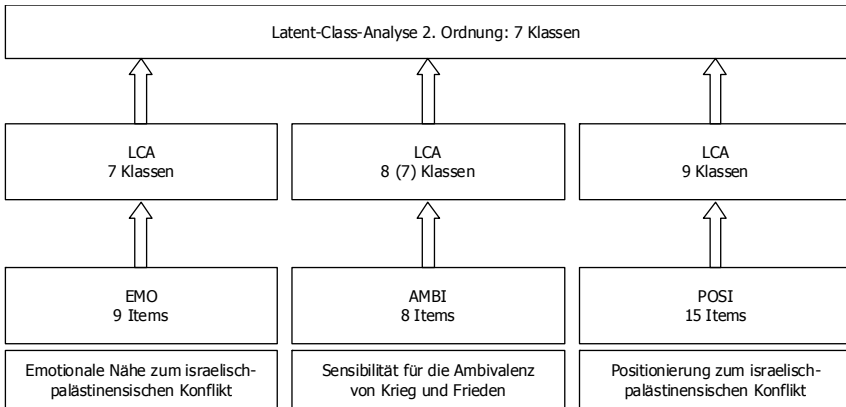 Latent-Class-Analyse 2. Ordnung: 7 Klassen
LCA
7 Klassen
LCA
8 (7) Klassen
LCA
9 Klassen
EMO
9 Items
AMBI
8 Items
POSI
15 Items
Emotionale Nähe zum israelisch-
palästinensischen Konflikt
Sensibilität für die Ambivalenz
von Krieg und Frieden
Positionierung zum israelisch-
palästinensischen Konflikt